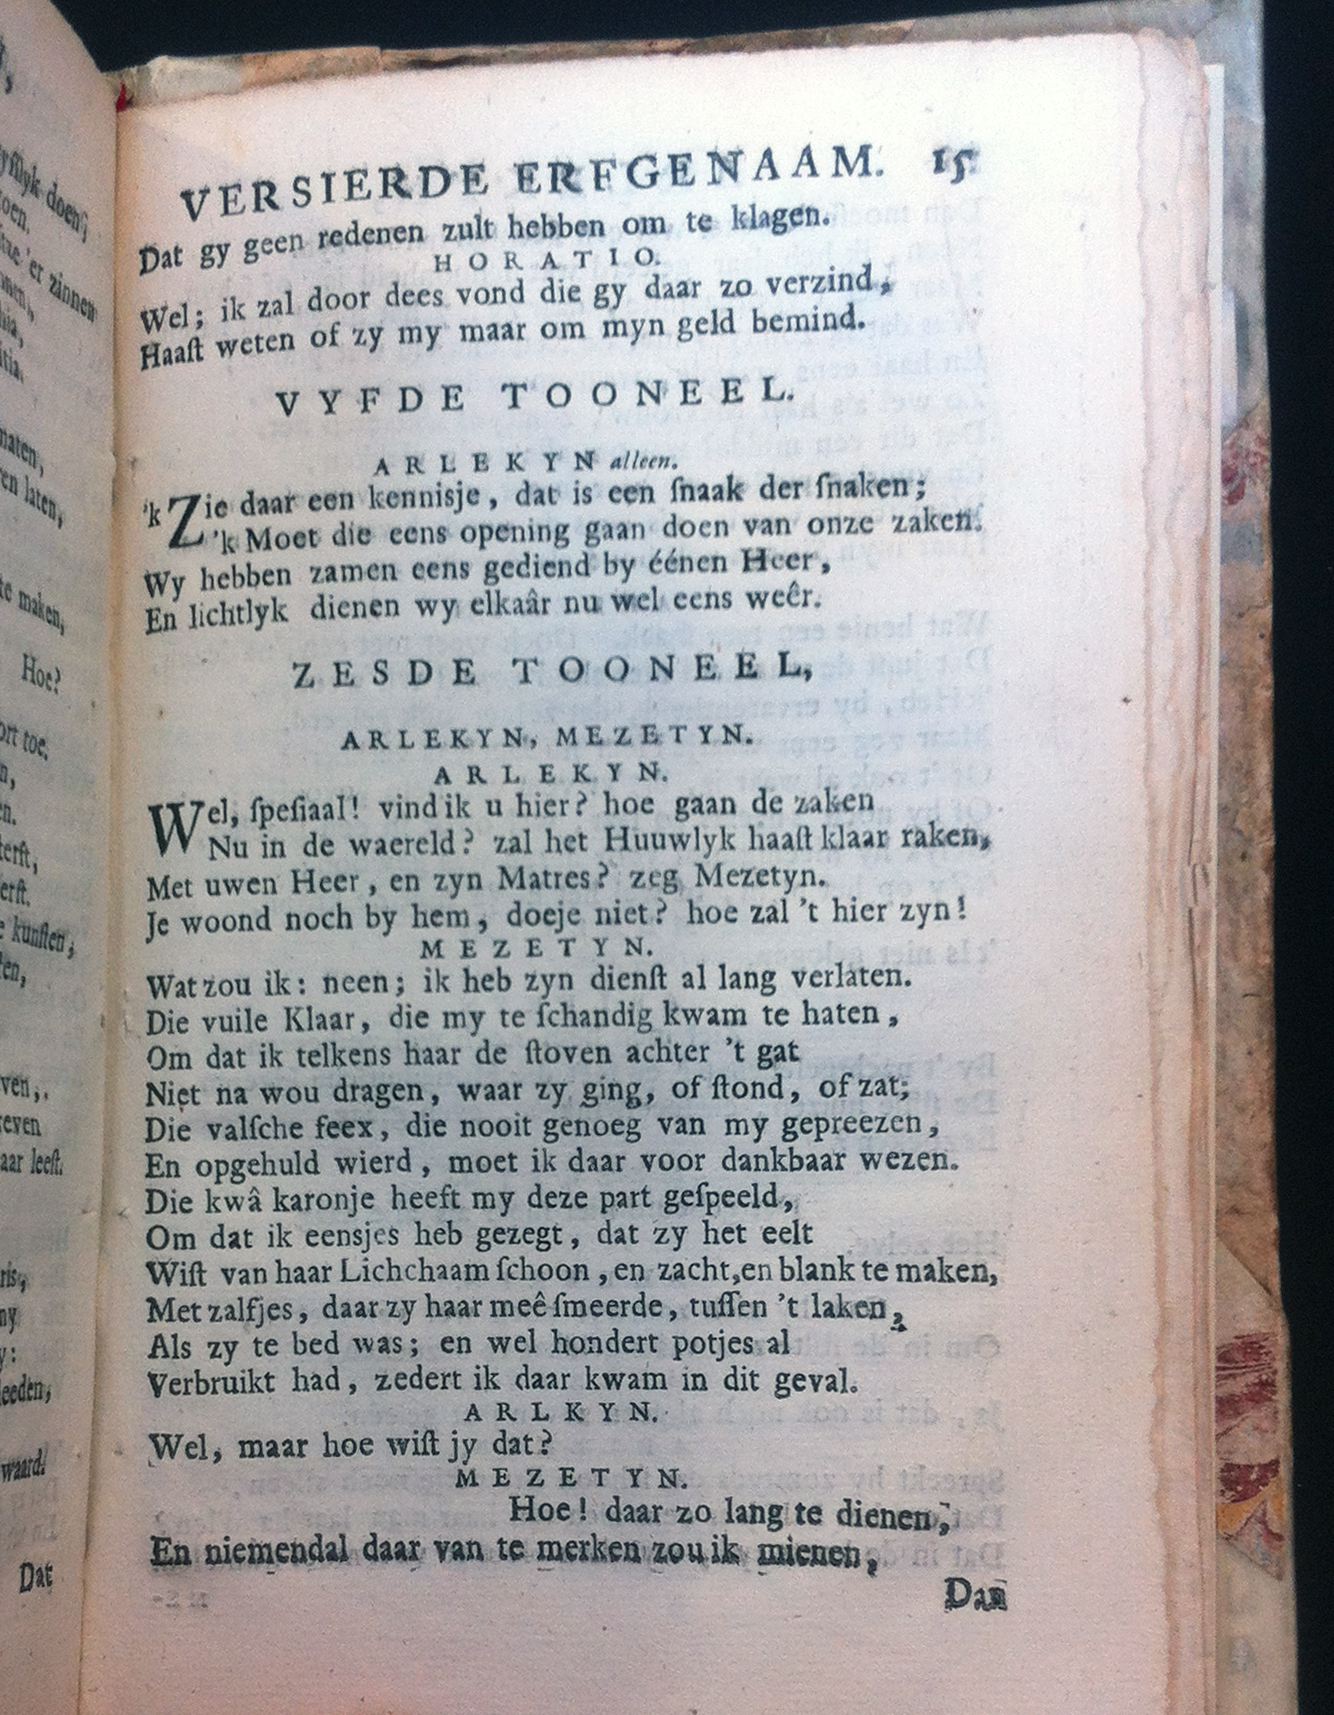 VERSIERDE ERFGENAAM. 15
Dat gy geen redenen zult hebben om te klagen.
HORATIO.
Wel; ik zal door dees vond die gy daar zo verzind,
Haaſt weten of zy my maar om myn geld bemind.
VYFDE TOONEEL.
ARLEKYN alleen.
'k Zie daar een kennisje, dat is een ſnaak der ſnaken;
'k Moet die eens opening gaan doen van onze zaken.
Wy hebben zamen eens gediend by éénen Heer,
En lichtlyk dienen wy elkaâr nu wel eens weêr.
ZESDE TOONEEL,
ARLEKYN, MEZETYN.
ARLEKYN.
Wel, ſpeſiaal! vind ik u hier? hoe gaan de zaken
Nu in de waereld? zal het Huuwlyk haaſt klaar raken,
Met uwen Heer, en zyn Matres? zeg Mezetyn.
Je woond noch by hem, doeje niet? hoe zal 't hier zyn!
MEZETYN.
Wat zou ik: neen; ik heb zyn dienſt al lang verlaten.
Die vuile Klaar, die my te ſchandig kwam te haten,
Om dat ik telkens haar de ſtoven achter 't gat
Niet na wou dragen, waar zy ging, of ſtond, of zat;
Die valſche feex, die nooit genoeg van my gepreezen,
En opgehuld wierd, moet ik daar voor dankbaar wezen.
Die kwâ karonje heeft my deze part geſpeeld,
Om dat ik eensjes heb gezegt, dat zy het eelt
Wiſt van haar Lichchaam ſchoon, en zacht, en blank te maken,
Met zalfjes, daar zy haar meê ſmeerde, tuſſen 't laken,
Als zy te bed was; en wel hondert potjes al
Verbruikt had, zedert ik daar kwam in dit geval.
ARLKYN.
Wel, maar hoe wiſt jy dat?
MEZETYN.
Hoe! daar zo lang te dienen,
En niemendal daar van te merken zou ik mienen,
Dan